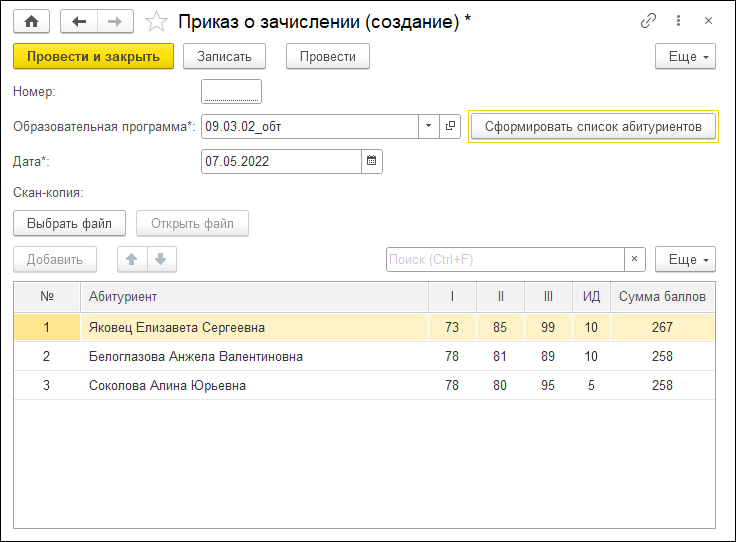 Приказ о зачислении (создание) *
Провести и закрыть Записать Провести Еще
Номер:
Образовательная программа*: 09.03.02_обт Сформировать список абитуриентов
Дата*: 07.05.2022
Скан-копия:
Выбрать файл Открыть файл
Добавить Поиск (Ctrl+F) × Еще
№ Абитуриент I II III ИД Сумма баллов
1 Яковец Елизавета Сергеевна 73 85 99 10 267
2 Белоглазова Анжела Валентиновна 78 81 89 10 258
3 Соколова Алина Юрьевна 78 80 95 5 258